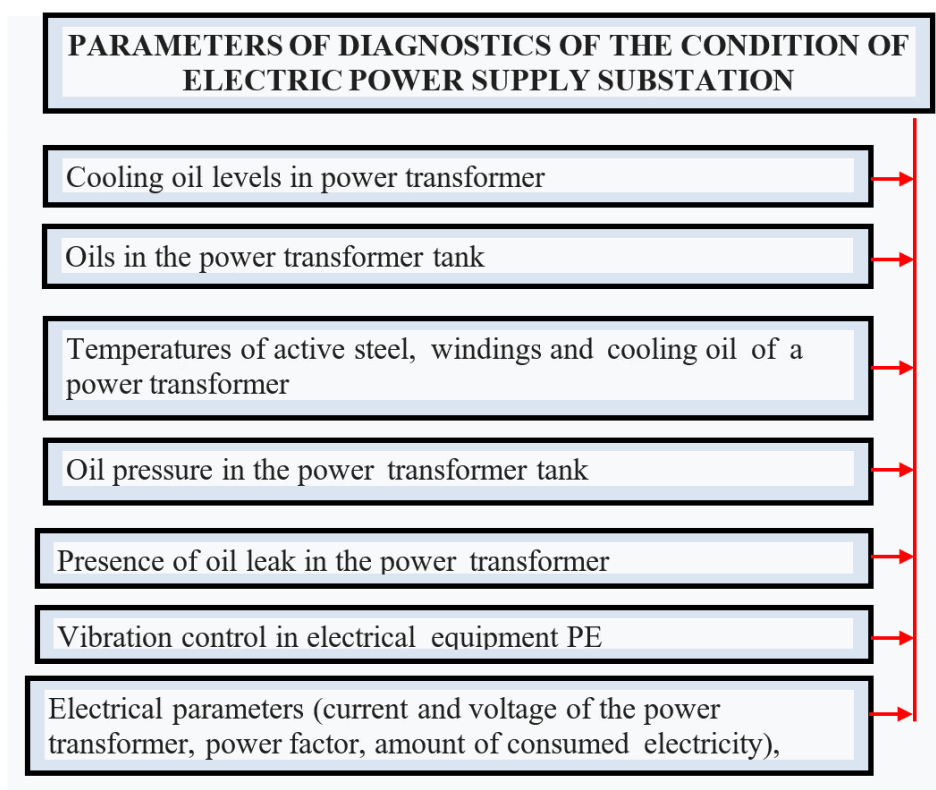 PARAMETERS OF DIAGNOSTICS OF THE CONDITION OF
ELECTRIC POWER SUPPLY SUBSTATION
Cooling oil levels in power transformer
Oils in the power transformer tank
Temperatures of active steel, windings and cooling oil of a
power transformer
Oil pressure in the power transformer tank
Presence of oil leak in the power transformer
Vibration control in electrical equipment PE
Electrical parameters (current and voltage of the power
transformer, power factor, amount of consumed electricity),